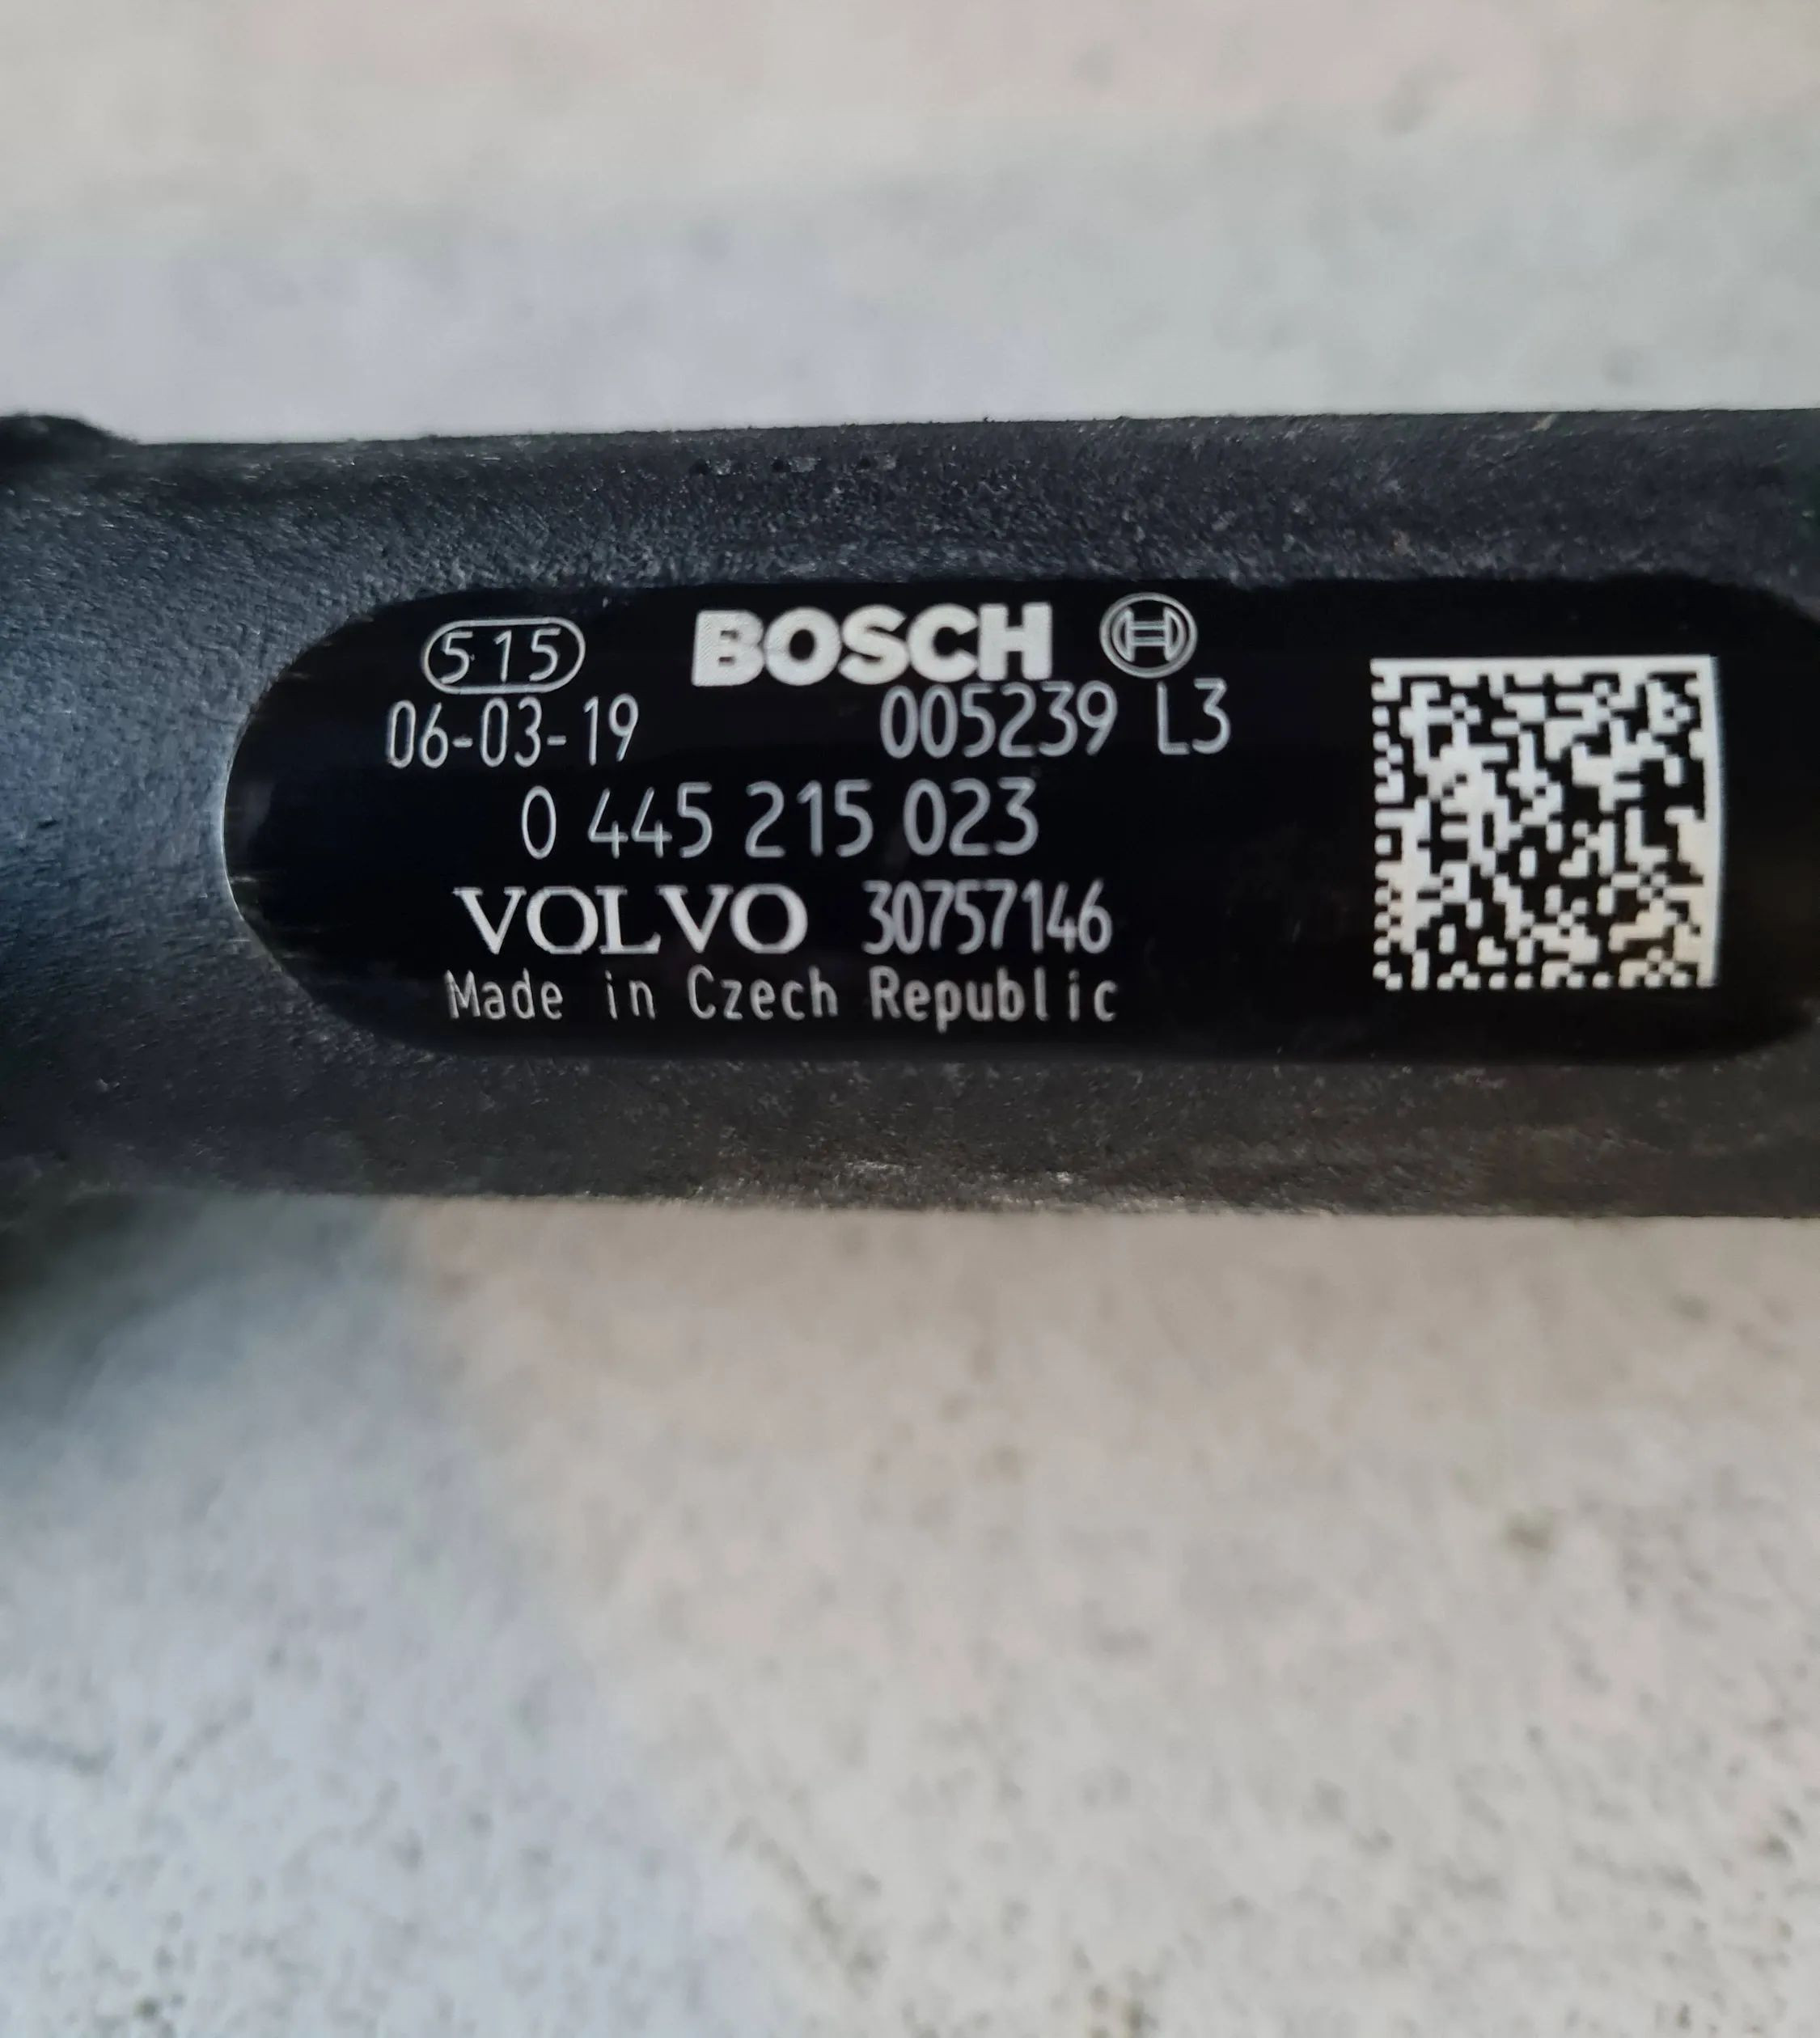 515 BOSCH
06-03-19 005239 L3
0 445 215 023
VOLVO 30757146
Made in Czech Republic